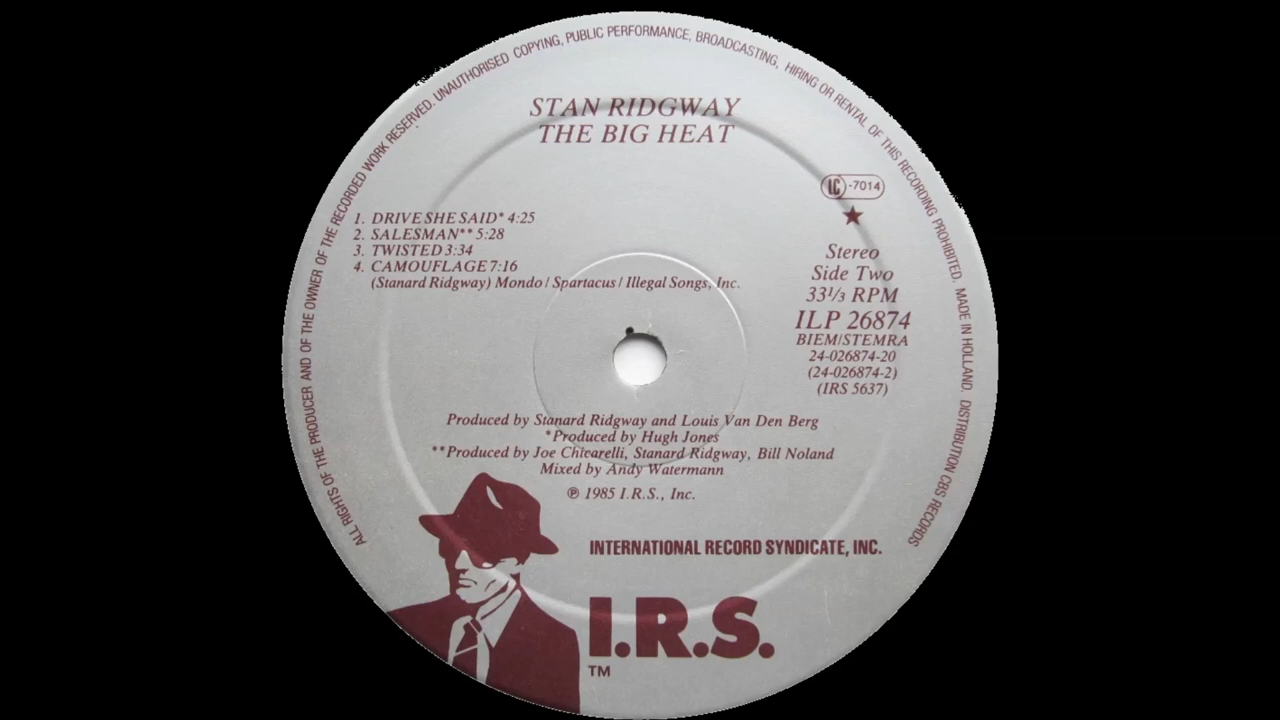 ALL RIGHTS OF THE PRODUCER AND OF THE OWNER OF THE RECORDED WORK RESERVED. UNAUTHORISED COPYING, PUBLIC PERFORMANCE, BROADCASTING, HIRING OR RENTAL OF THIS RECORDING PROHIBITED. MADE IN HOLLAND. DISTRIBUTION CBS RECORDS
STAN RIDGWAY
THE BIG HEAT
LC-7014
1. DRIVE SHE SAID* 4:25
2. SALESMAN** 5:28
3. TWISTED 3:34
4. CAMOUFLAGE 7:16
(Stanard Ridgway) Mondo / Spartacus / Illegal Songs, Inc.
Stereo
Side Two
33⅓ RPM
ILP 26874
BIEM/STEMRA
24-026874-20
(24-026874-2)
(IRS 5637)
Produced by Stanard Ridgway and Louis Van Den Berg
*Produced by Hugh Jones
**Produced by Joe Chicarelli, Stanard Ridgway, Bill Noland
Mixed by Andy Watermann
℗ 1985 I.R.S., Inc.
INTERNATIONAL RECORD SYNDICATE, INC.
I.R.S.
TM